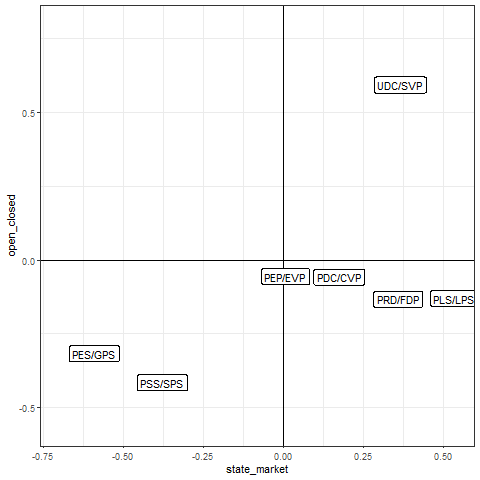 UDC/SVP
0.5
open_closed
0.0
PEP/EVP PDC/CVP
PRD/FDP PLS/LPS
PES/GPS
PSS/SPS
-0.5
-0.75 -0.50 -0.25 0.00 0.25 0.50
state_market